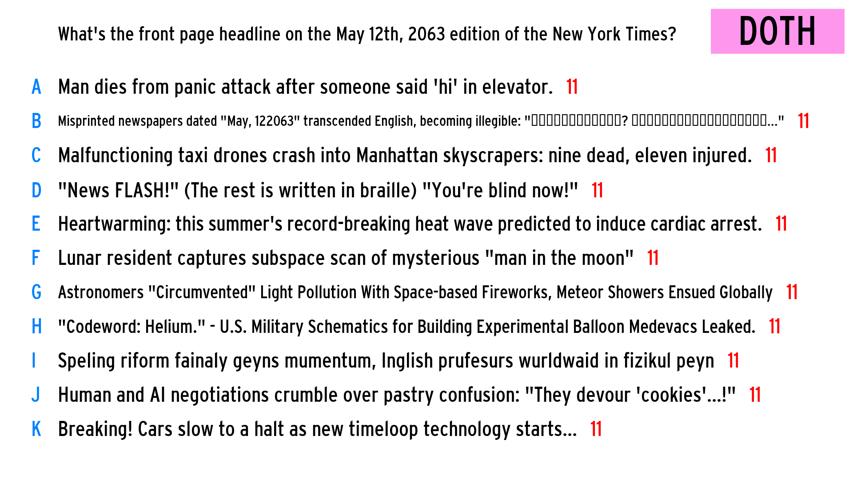 What's the front page headline on the May 12th, 2063 edition of the New York Times?
DOTH
A Man dies from panic attack after someone said 'hi' in elevator. 11
B Misprinted newspapers dated "May, 122063" transcended English, becoming illegible: "▯▯▯▯▯▯▯▯▯▯▯▯▯? ▯▯▯▯▯▯▯▯▯▯▯▯▯▯▯▯▯▯▯..." 11
C Malfunctioning taxi drones crash into Manhattan skyscrapers: nine dead, eleven injured. 11
D "News FLASH!" (The rest is written in braille) "You're blind now!" 11
E Heartwarming: this summer's record-breaking heat wave predicted to induce cardiac arrest. 11
F Lunar resident captures subspace scan of mysterious "man in the moon" 11
G Astronomers "Circumvented" Light Pollution With Space-based Fireworks, Meteor Showers Ensued Globally 11
H "Codeword: Helium." - U.S. Military Schematics for Building Experimental Balloon Medevacs Leaked. 11
I Speling riform fainaly geyns mumentum, Inglish prufesurs wurldwaid in fizikul peyn 11
J Human and AI negotiations crumble over pastry confusion: "They devour 'cookies'...!" 11
K Breaking! Cars slow to a halt as new timeloop technology starts... 11